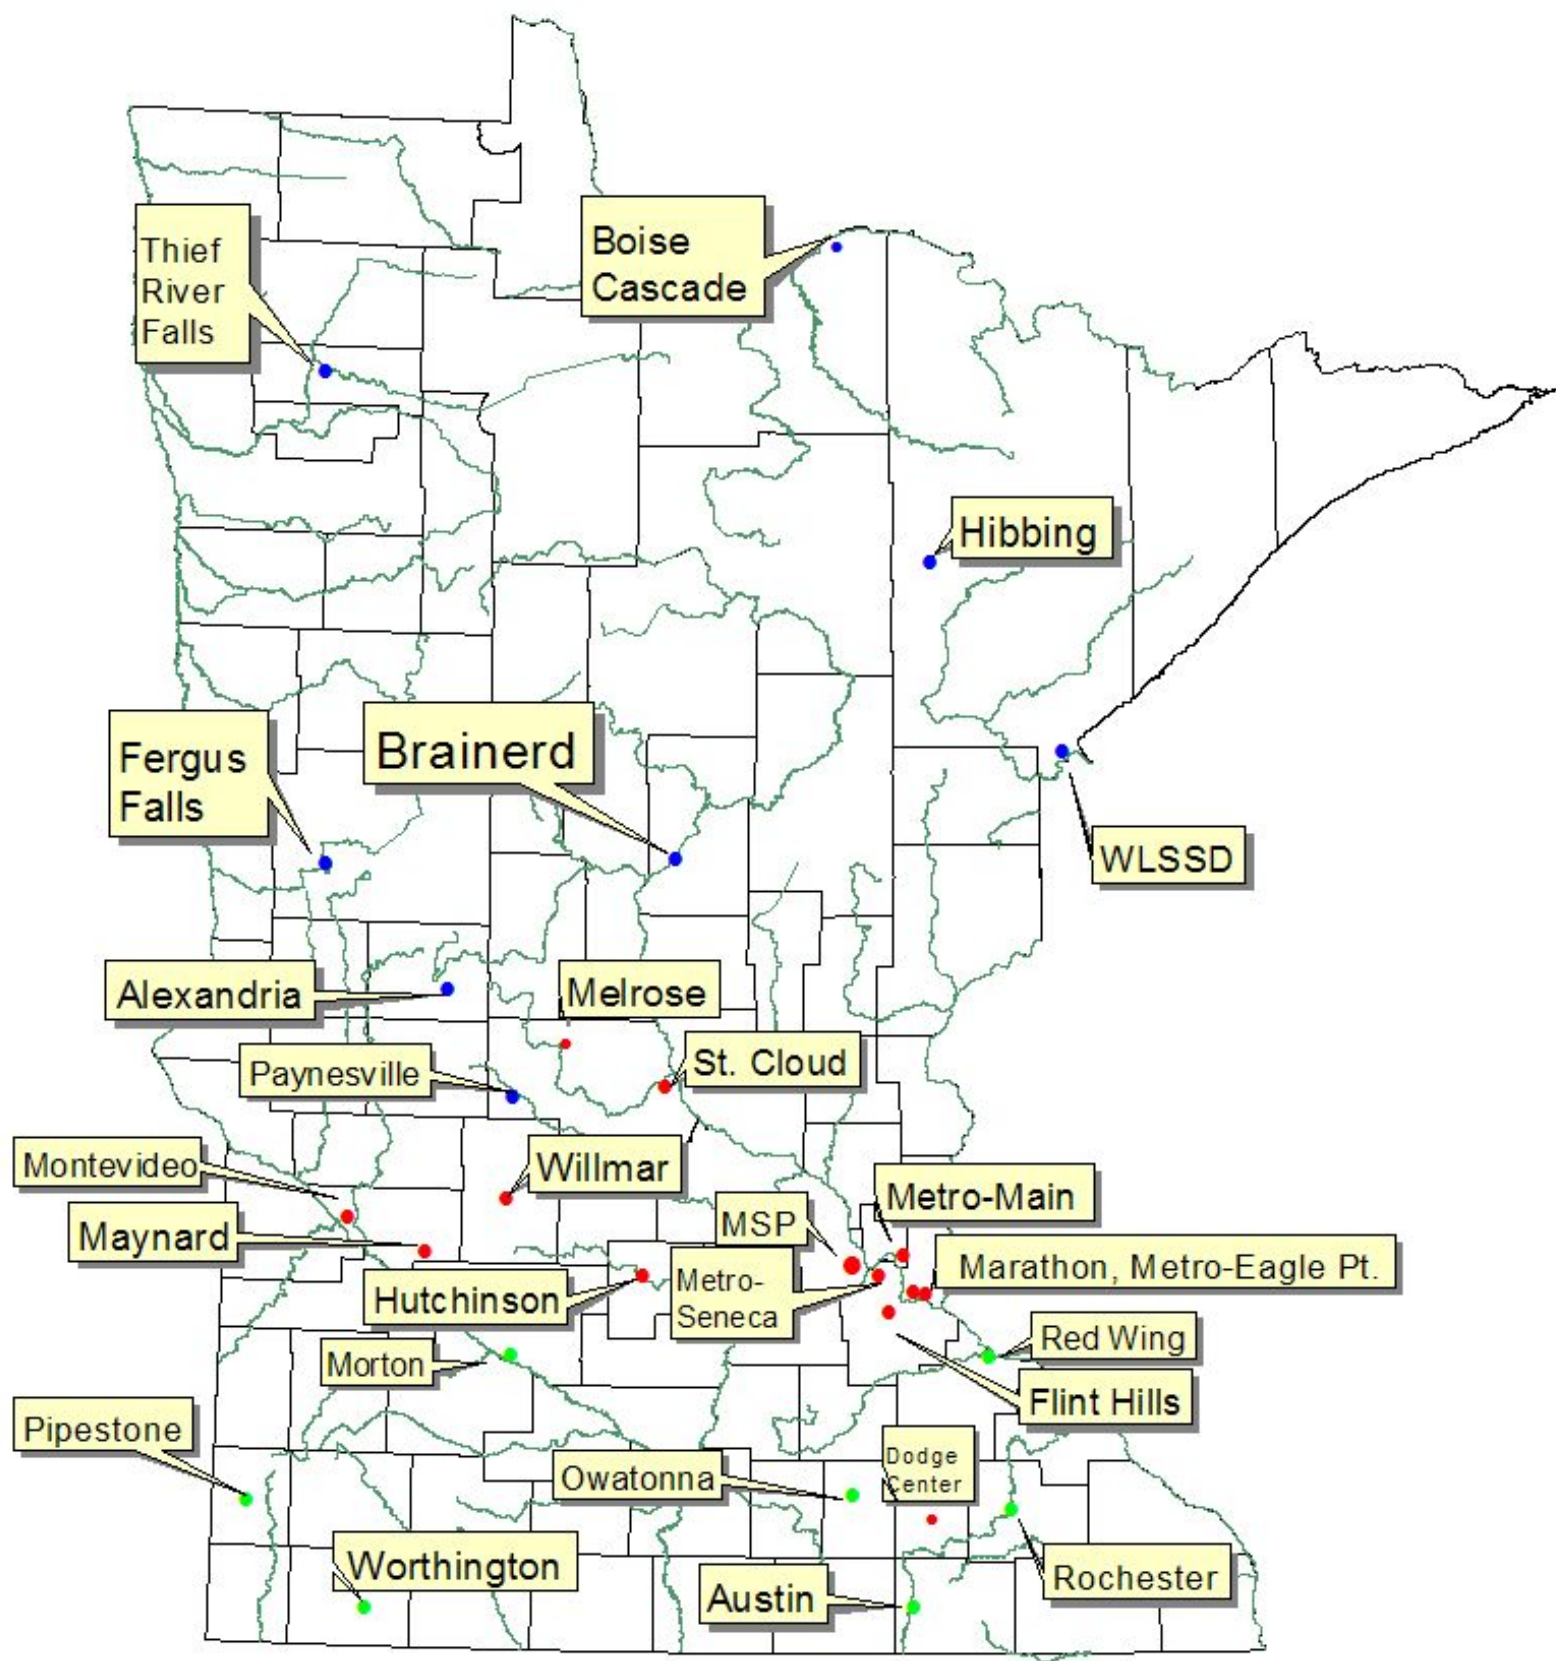 Thief
River
Falls
Boise
Cascade
Hibbing
Fergus
Falls
Brainerd
WLSSD
Alexandria
Melrose
St. Cloud
Paynesville
Montevideo
Willmar
Maynard
MSP
Metro-Main
Hutchinson
Metro-
Seneca
Marathon, Metro-Eagle Pt.
Morton
Red Wing
Flint Hills
Pipestone
Owatonna
Dodge
Center
Worthington
Austin
Rochester